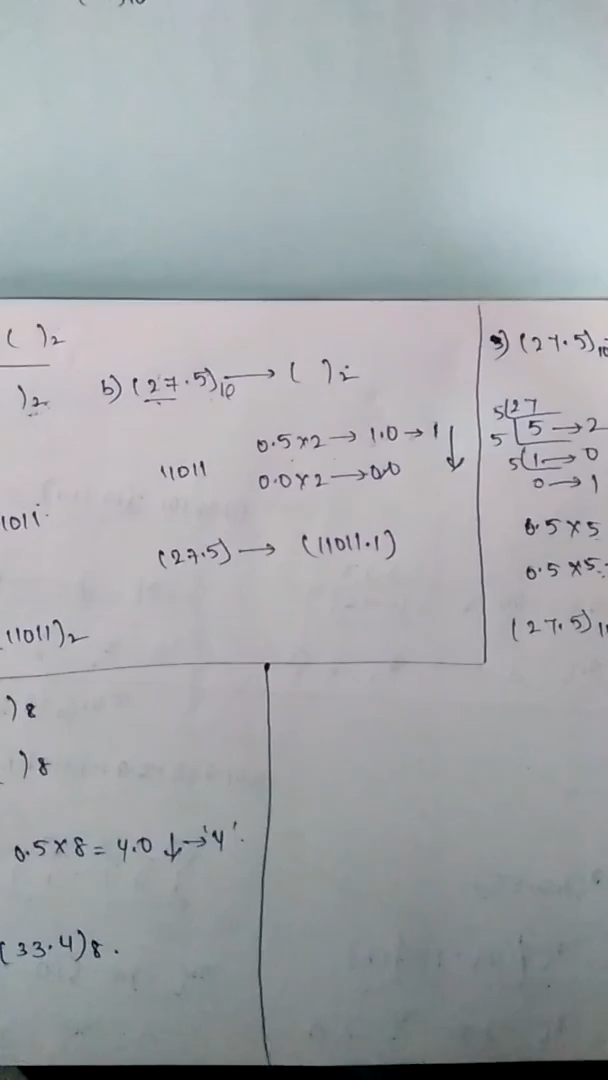 ( )₂
)₂
1011
11011)₂
b) (27.5)₁₀ → ( )₂
0.5×2 → 1.0 → 1 ↓
11011
0.0×2 → 0.0
(27.5) → (11011.1)
3) (27.5)₁₀
5 27
5 5 → 2
5 1 → 0
0 → 1
0.5×5
0.5×5
(27.5)₁
)8
)8
0.5×8 = 4.0 ↓ → '4'.
(33.4)8.